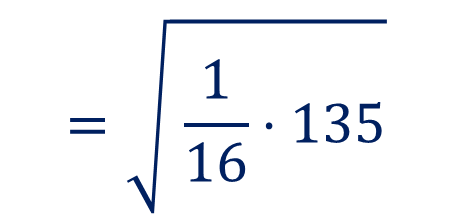 = √(1/16 · 135)